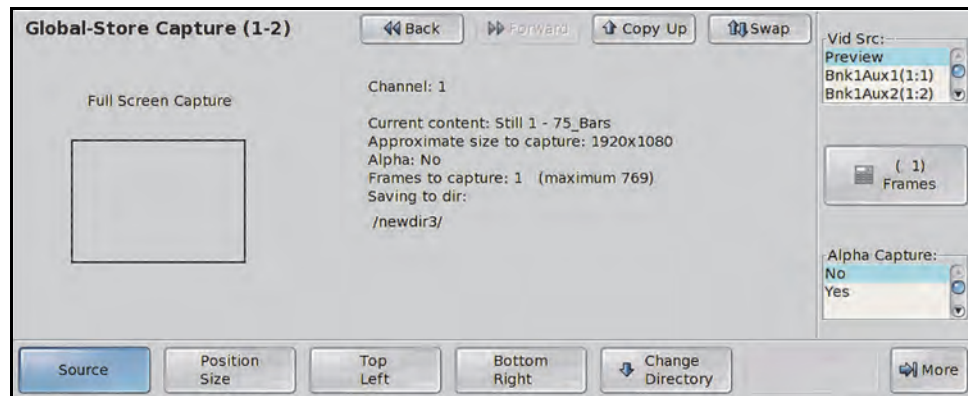 Global-Store Capture (1-2)
Back
Forward
Copy Up
Swap
Full Screen Capture
Channel: 1
Current content: Still 1 - 75_Bars
Approximate size to capture: 1920x1080
Alpha: No
Frames to capture: 1 (maximum 769)
Saving to dir:
/newdir3/
Vid Src:
Preview
Bnk1Aux1(1:1)
Bnk1Aux2(1:2)
( 1)
Frames
Alpha Capture:
No
Yes
Source
Position
Size
Top
Left
Bottom
Right
Change
Directory
More